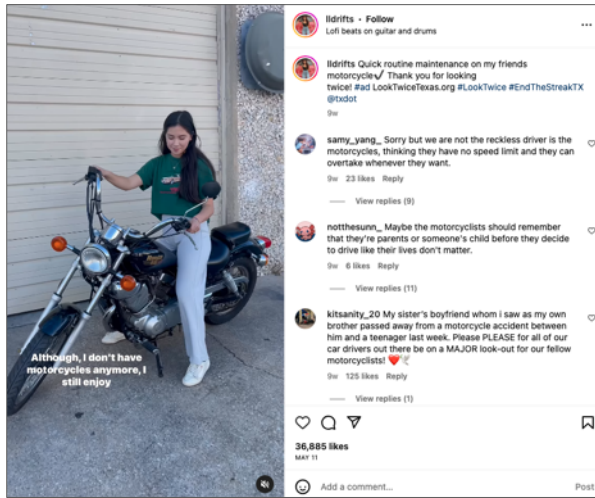 lldrifts • Follow
Lofi beats on guitar and drums
lldrifts Quick routine maintenance on my friends
motorcycle✓ Thank you for looking
twice! #ad LookTwiceTexas.org #LookTwice #EndTheStreakTX
@txdot
9w
samy_yang_ Sorry but we are not the reckless driver is the
motorcycles, thinking they have no speed limit and they can
overtake whenever they want.
9w 23 likes Reply
View replies (9)
notthesunn_ Maybe the motorcyclists should remember
that they're parents or someone's child before they decide
to drive like their lives don't matter.
9w 6 likes Reply
View replies (11)
kitsanity_20 My sister's boyfriend whom i saw as my own
brother passed away from a motorcycle accident between
him and a teenager last week. Please PLEASE for all of our
car drivers out there be on a MAJOR look-out for our fellow
motorcyclists! ❤️🕊
9w 125 likes Reply
View replies (1)
36,885 likes
MAY 11
Add a comment...
Post
Although, I don't have
motorcycles anymore, I
still enjoy